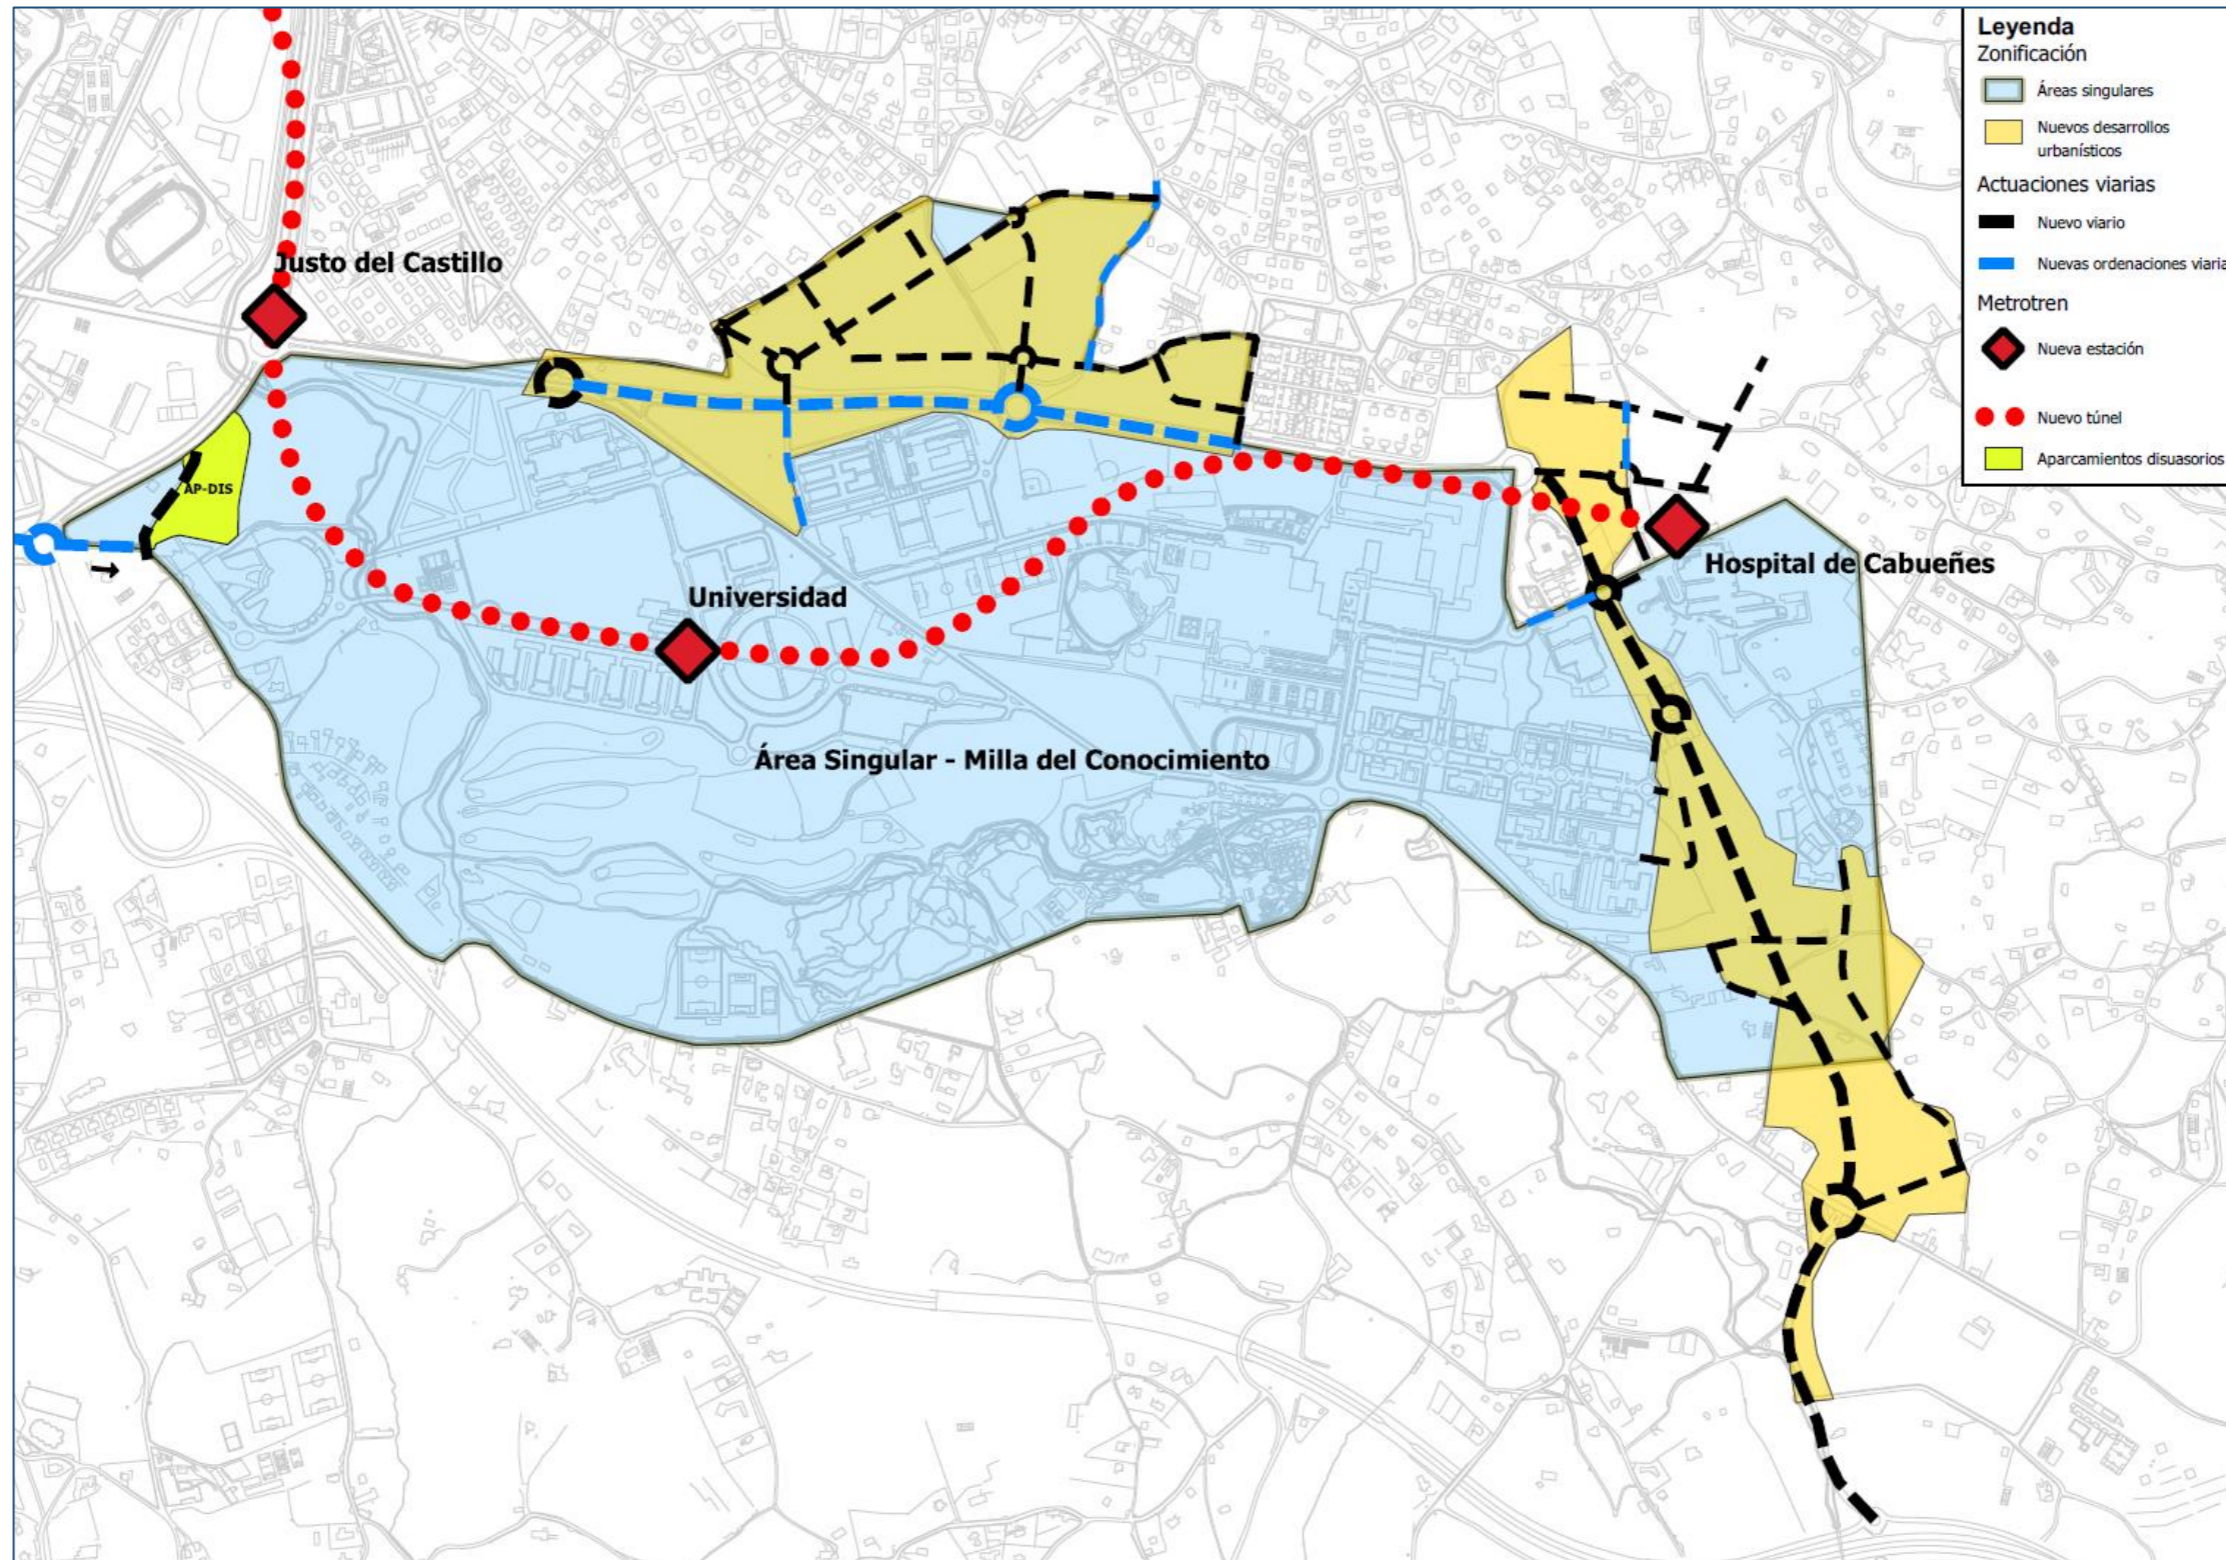 Leyenda
Zonificación
Áreas singulares
Nuevos desarrollos
urbanísticos
Actuaciones viarias
Nuevo viario
Nuevas ordenaciones viaria
Metrotren
Nueva estación
Nuevo túnel
Aparcamientos disuasorios
Justo del Castillo
AP-DIS
Hospital de Cabueñes
Universidad
Área Singular - Milla del Conocimiento